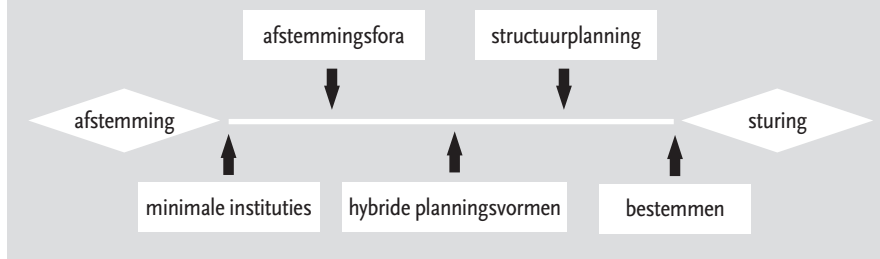 afstemmingsfora
structuurplanning
afstemming
sturing
minimale instituties
hybride planningsvormen
bestemmen